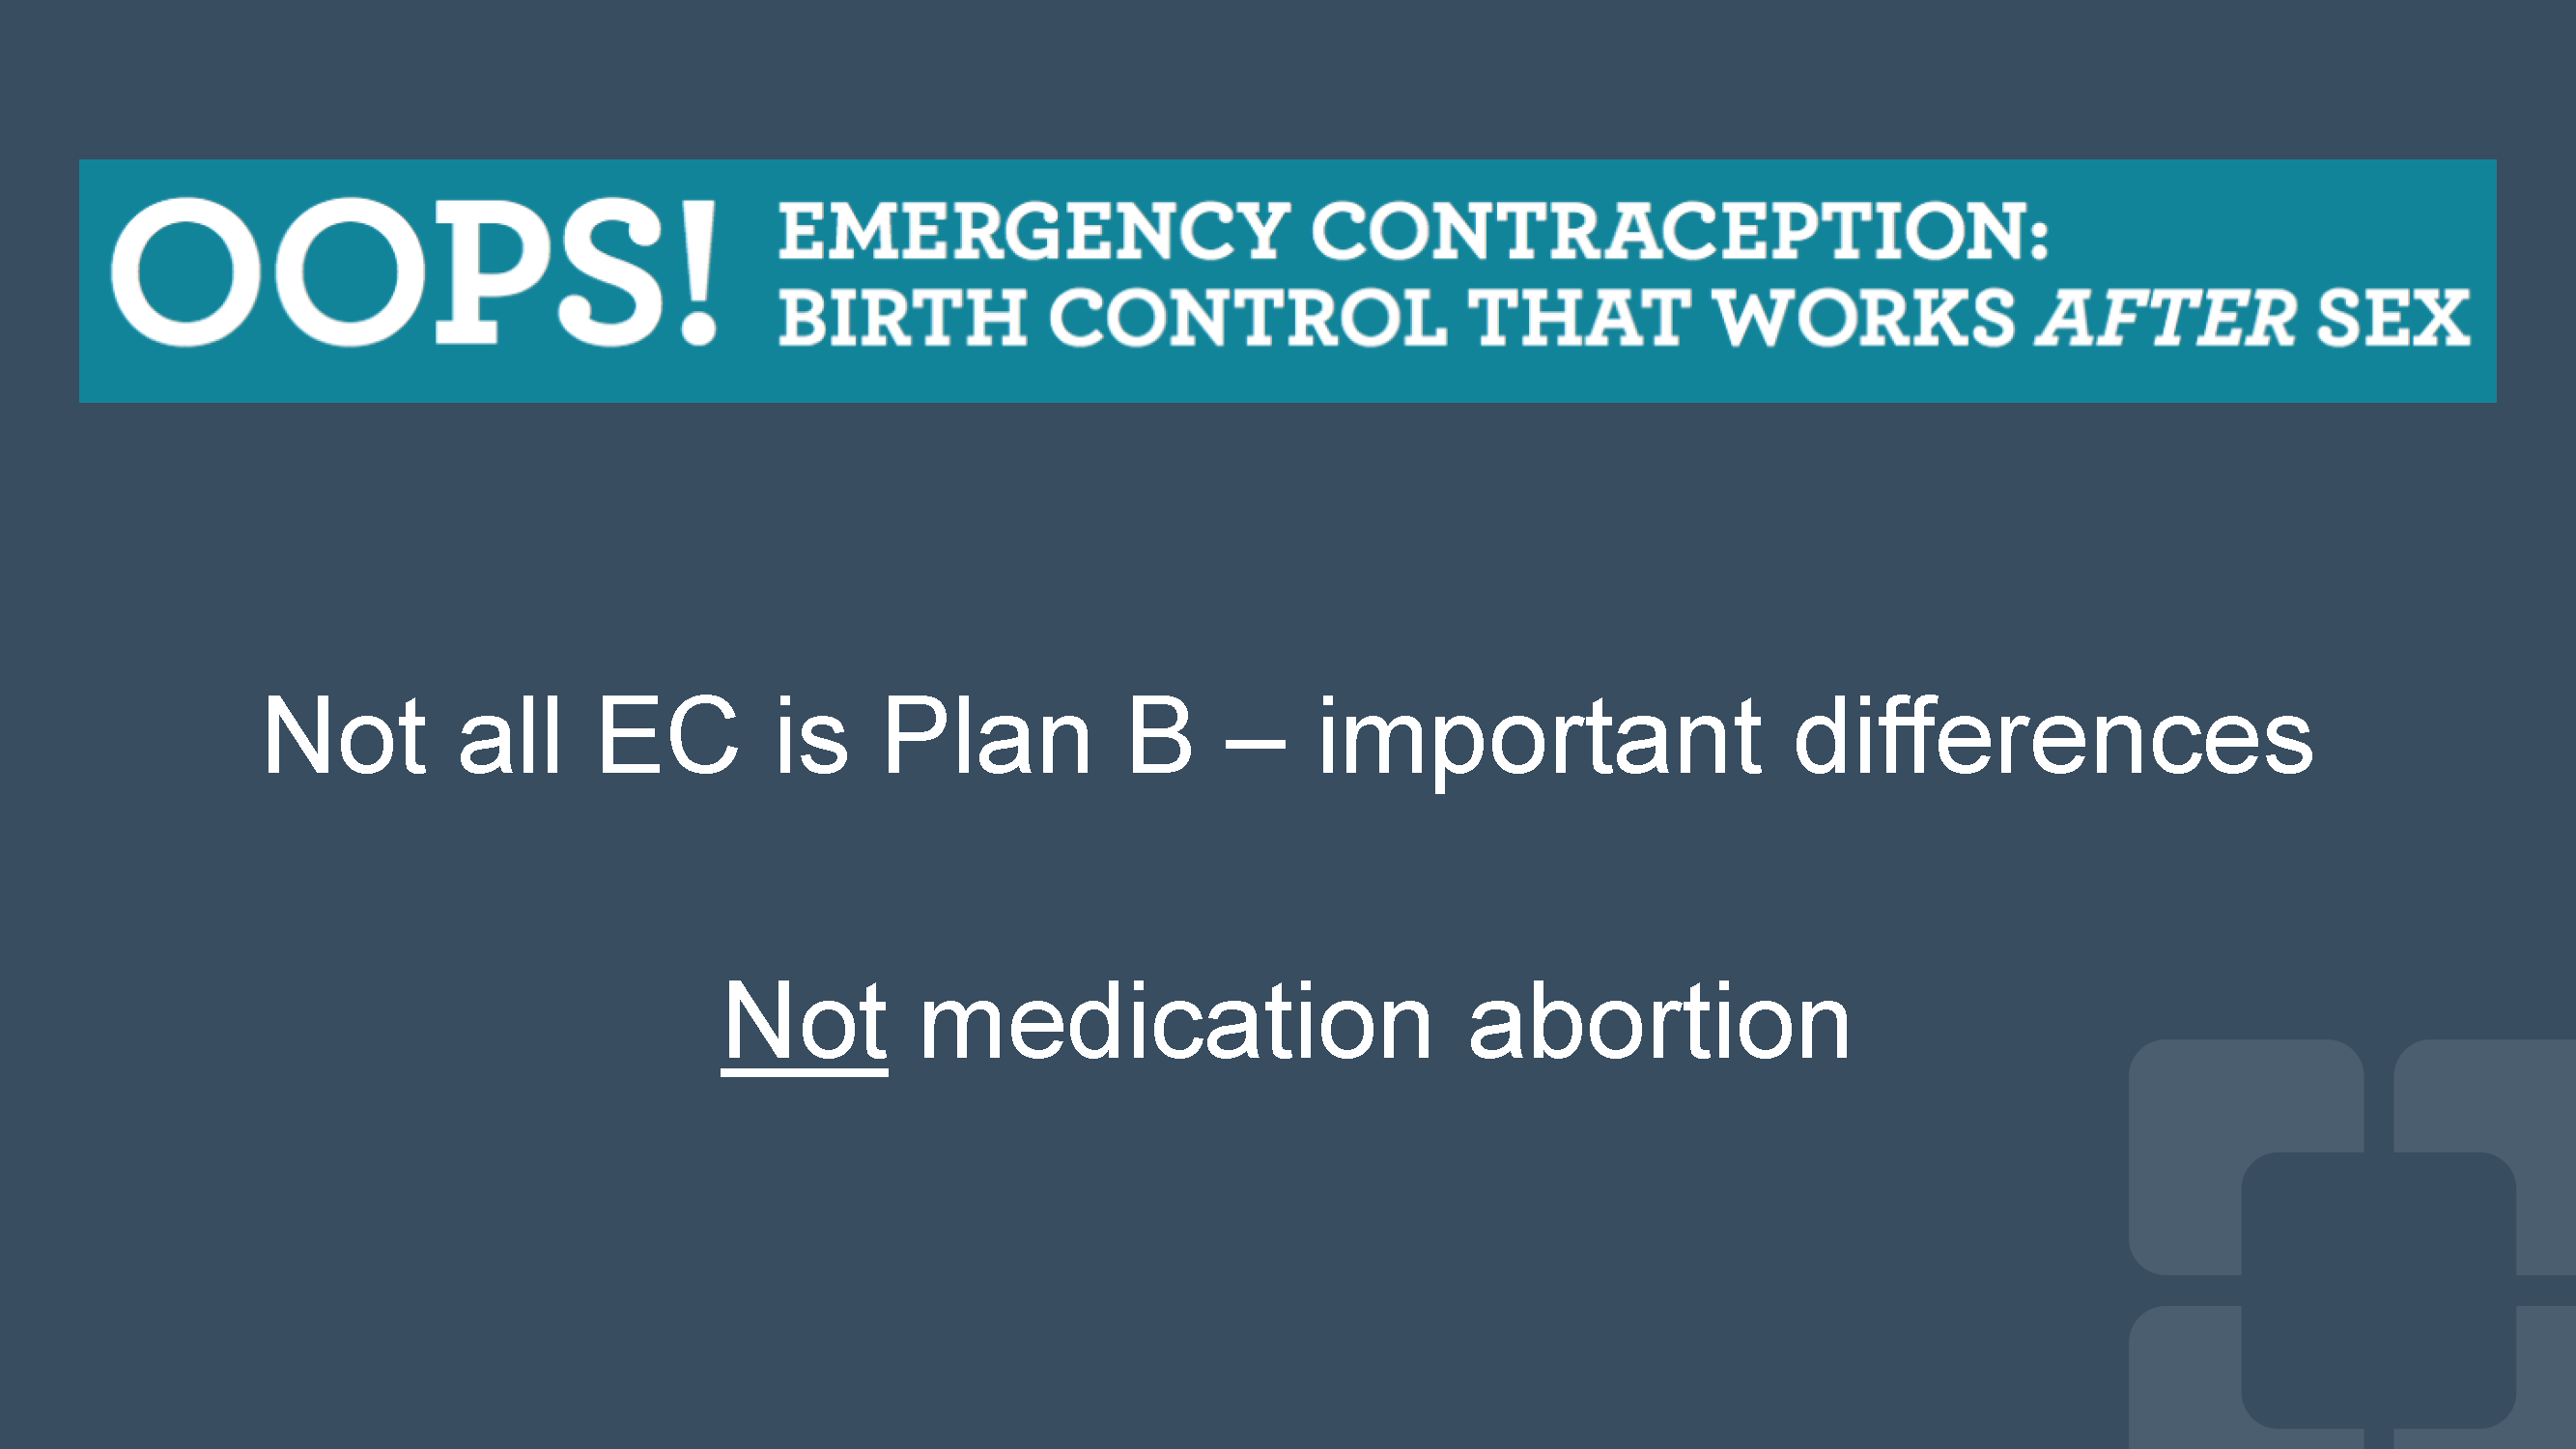 OOPS!
EMERGENCY CONTRACEPTION:
BIRTH CONTROL THAT WORKS AFTER SEX
Not all EC is Plan B – important differences
Not medication abortion